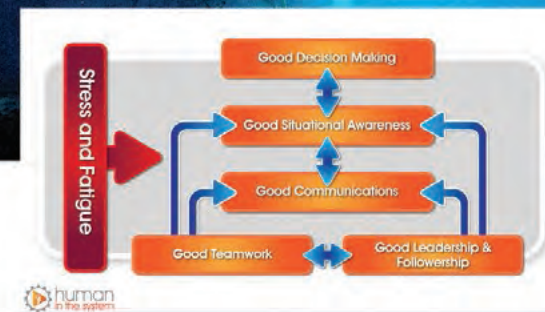 Stress and Fatigue
Good Decision Making
Good Situational Awareness
Good Communications
Good Teamwork
Good Leadership &
Followership
human
in the system